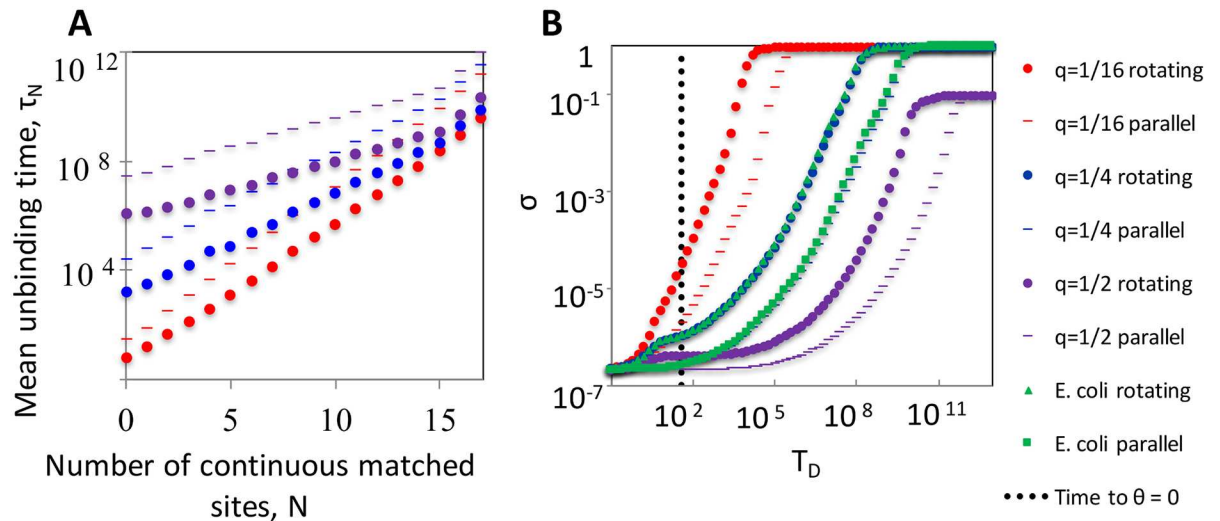 A
Mean unbinding time, τN
10 12
10 8
10 4
0
5
10
15
Number of continuous matched
sites, N
B
σ
1
10-1
10-3
10-5
10-7
10 2
10 5
10 8
10 11
TD
q=1/16 rotating
q=1/16 parallel
q=1/4 rotating
q=1/4 parallel
q=1/2 rotating
q=1/2 parallel
E. coli rotating
E. coli parallel
Time to θ = 0